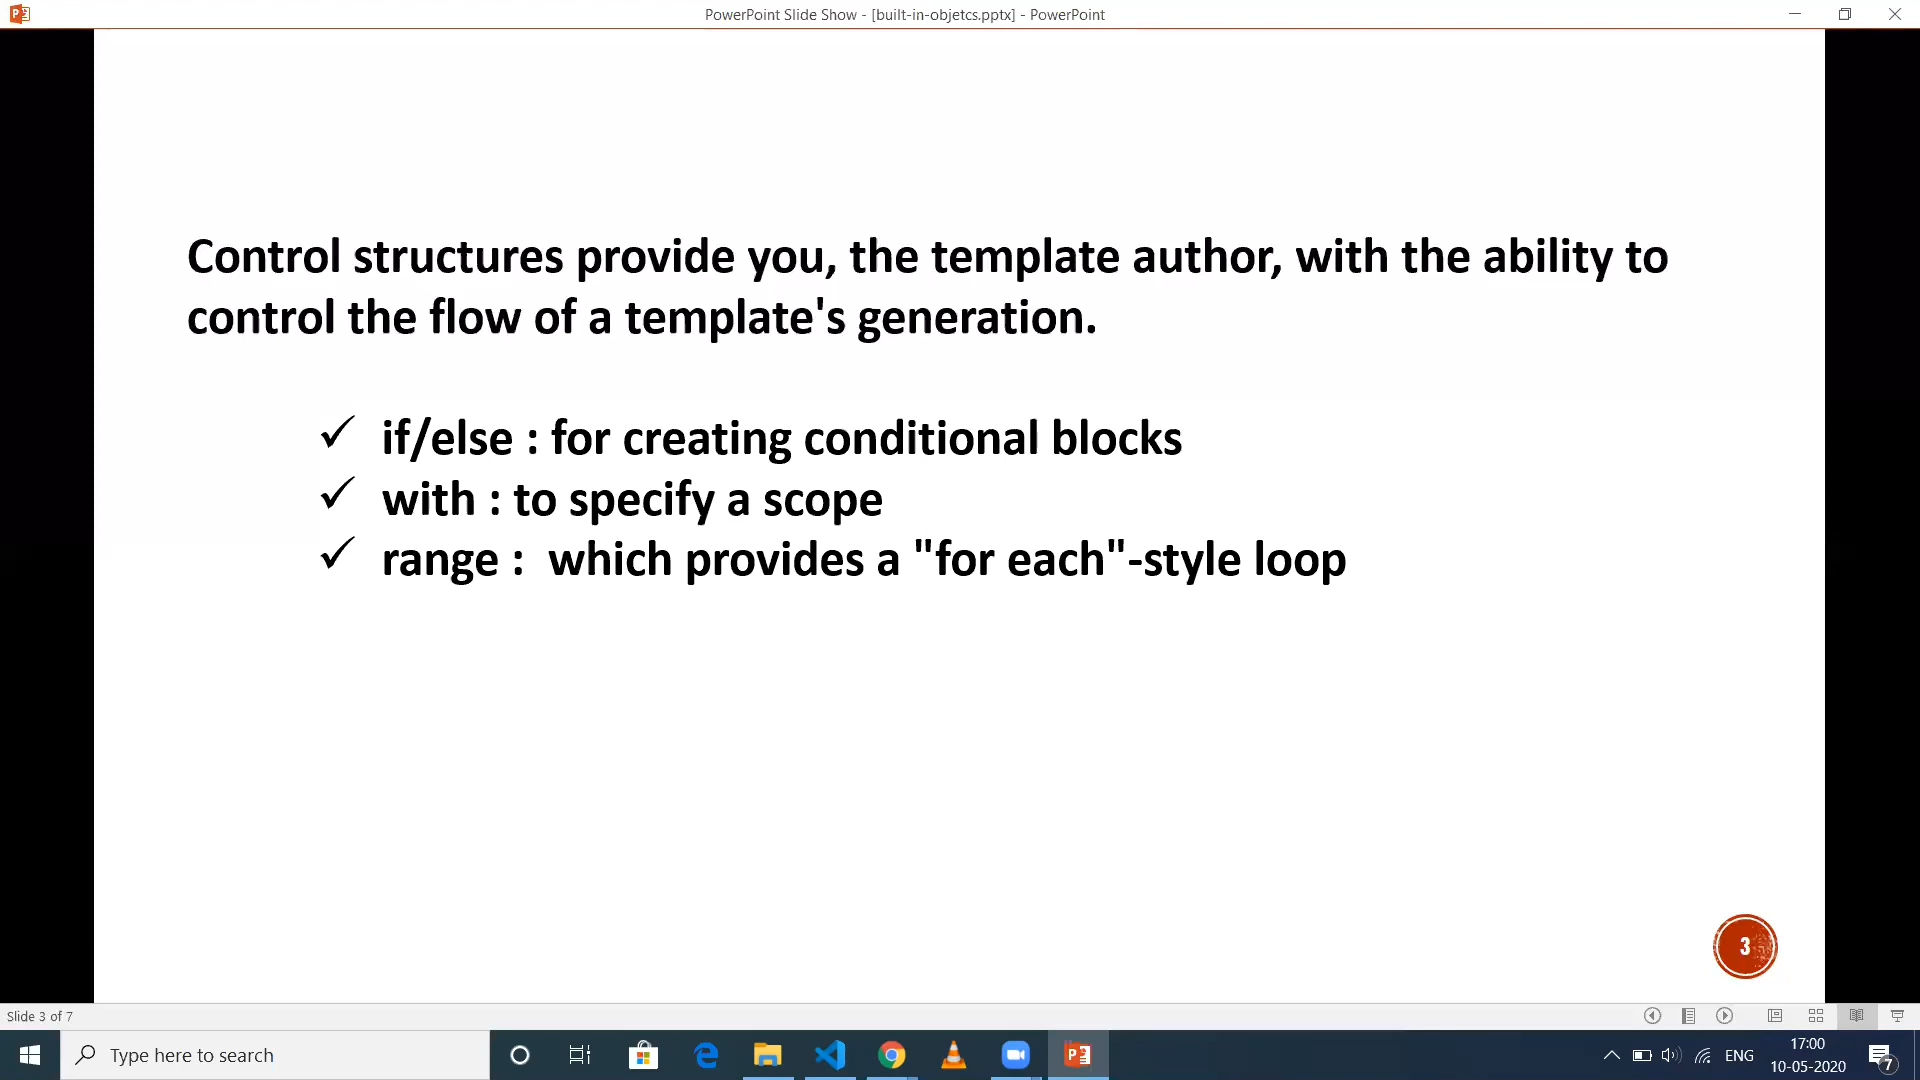 PowerPoint Slide Show - [built-in-objetcs.pptx] - PowerPoint
Control structures provide you, the template author, with the ability to
control the flow of a template's generation.
✓ if/else : for creating conditional blocks
✓ with : to specify a scope
✓ range :  which provides a "for each"-style loop
3
Slide 3 of 7
Type here to search
ENG
17:00
10-05-2020
7